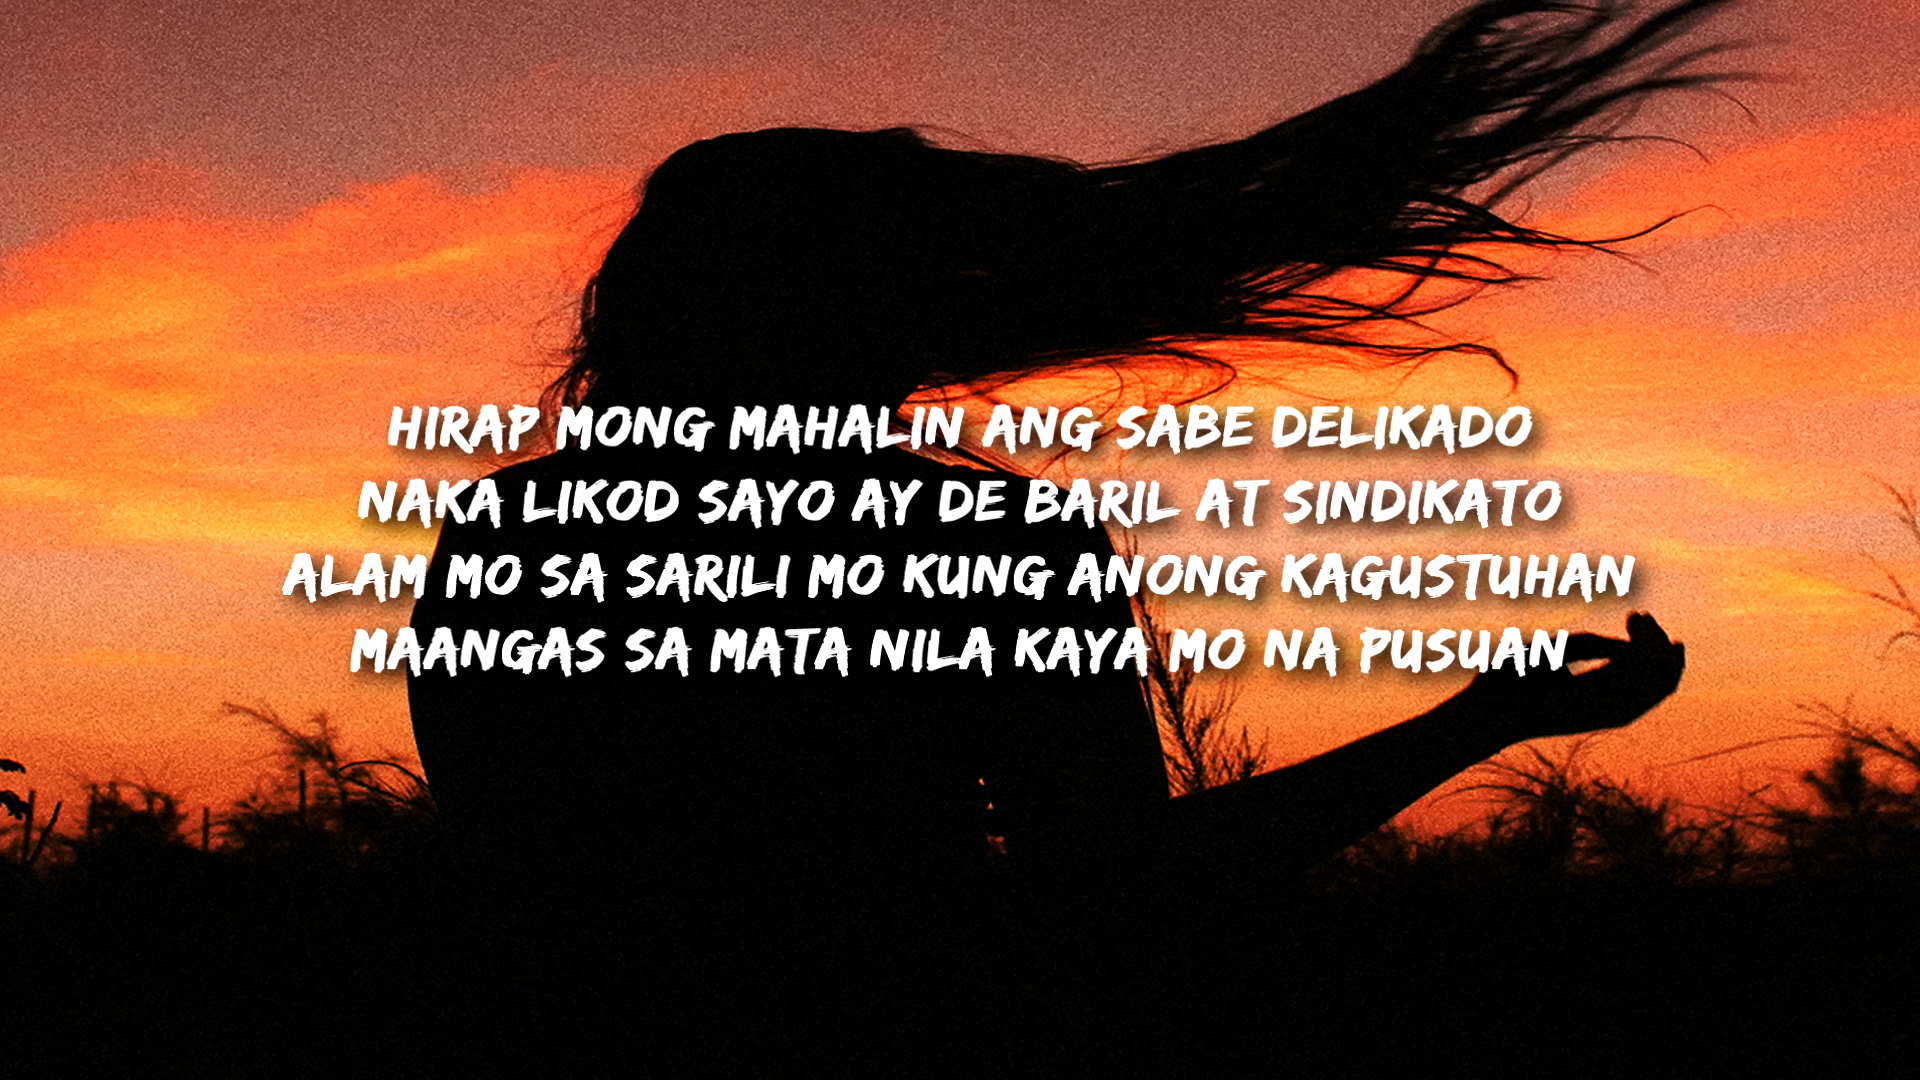 HIRAP MONG MAHALIN ANG SABE DELIKADO
NAKA LIKOD SAYO AY DE BARIL AT SINDIKATO
ALAM MO SA SARILI MO KUNG ANONG KAGUSTUHAN
MAANGAS SA MATA NILA KAYA MO NA PUSUAN